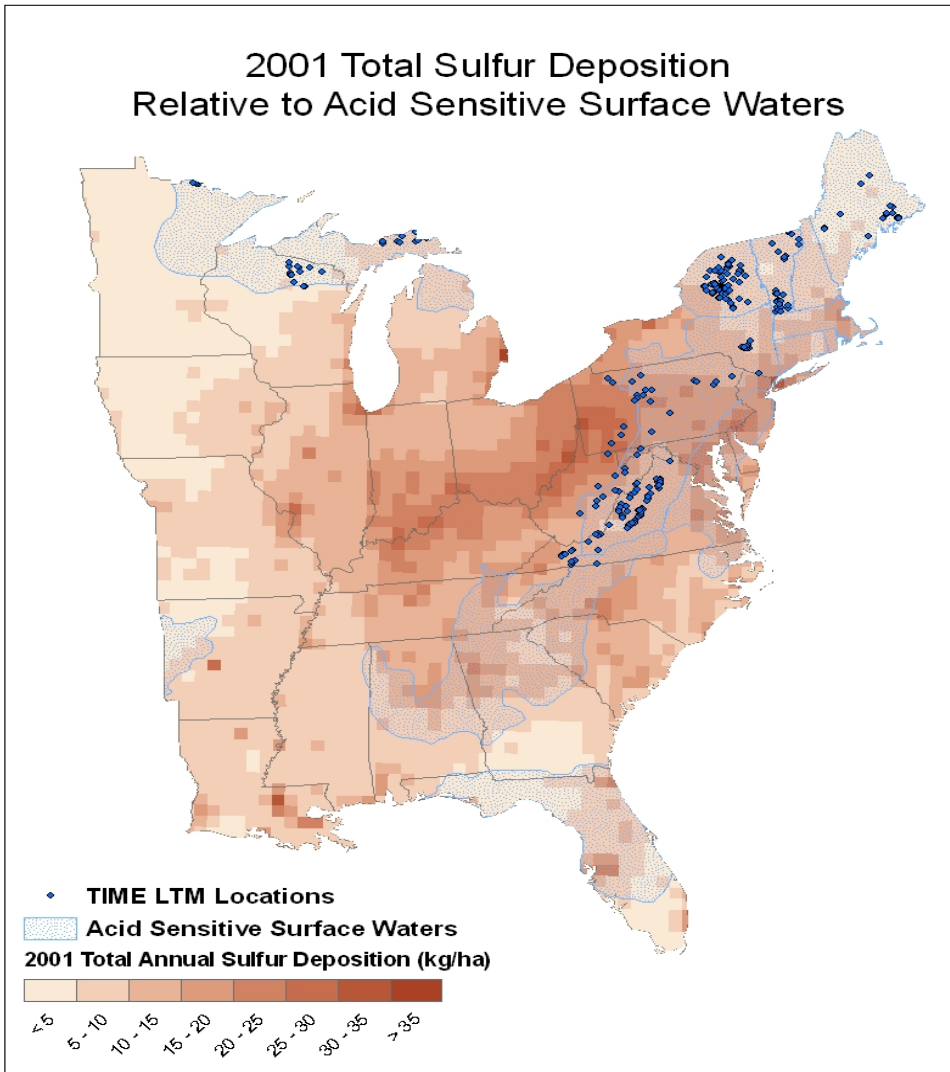 2001 Total Sulfur Deposition
Relative to Acid Sensitive Surface Waters
TIME LTM Locations
Acid Sensitive Surface Waters
2001 Total Annual Sulfur Deposition (kg/ha)
< 5
5 - 10
10 - 15
15 - 20
20 - 25
25 - 30
30 - 35
> 35